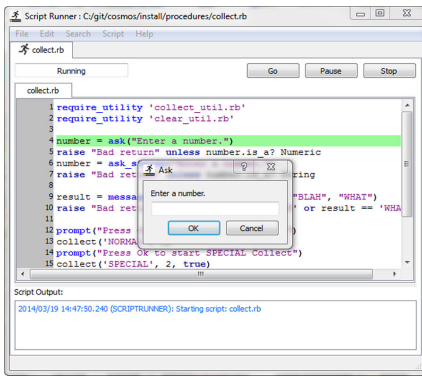 Script Runner : C:/git/cosmos/install/procedures/collect.rb
File Edit Search Script Help
collect.rb
Running
Go
Pause
Stop
collect.rb
1 require_utility 'collect_util.rb'
2 require_utility 'clear_util.rb'
3
4 number = ask("Enter a number.")
5 raise "Bad return" unless number.is_a? Numeric
6 number = ask_s
7 raise "Bad ret
8
9 result = messa "BLAH", "WHAT")
10 raise "Bad ret ' or result == 'WHA
11
12 prompt("Press
13 collect('NORMA
14 prompt("Press Ok to start SPECIAL Collect")
15 collect('SPECIAL', 2, true)
Ask
Enter a number.
OK
Cancel
Script Output:
2014/03/19 14:47:50.240 (SCRIPTRUNNER): Starting script: collect.rb